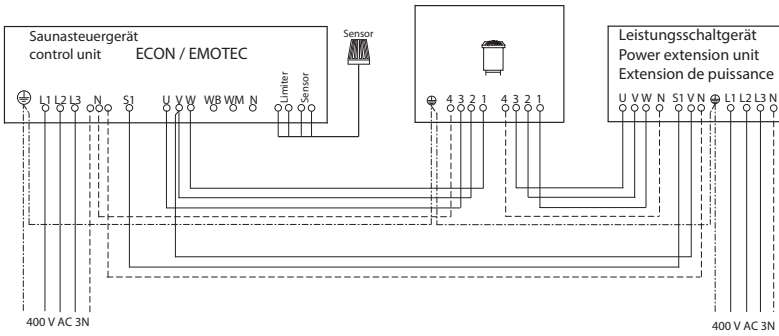 Saunasteuergerät
control unit ECON / EMOTEC
Limiter
Sensor
L1 L2 L3 N S1 U V W WB WM N
400 V AC 3N
Sensor
4 3 2 1 4 3 2 1
Leistungsschaltgerät
Power extension unit
Extension de puissance
U V W N S1 V N L1 L2 L3 N
400 V AC 3N